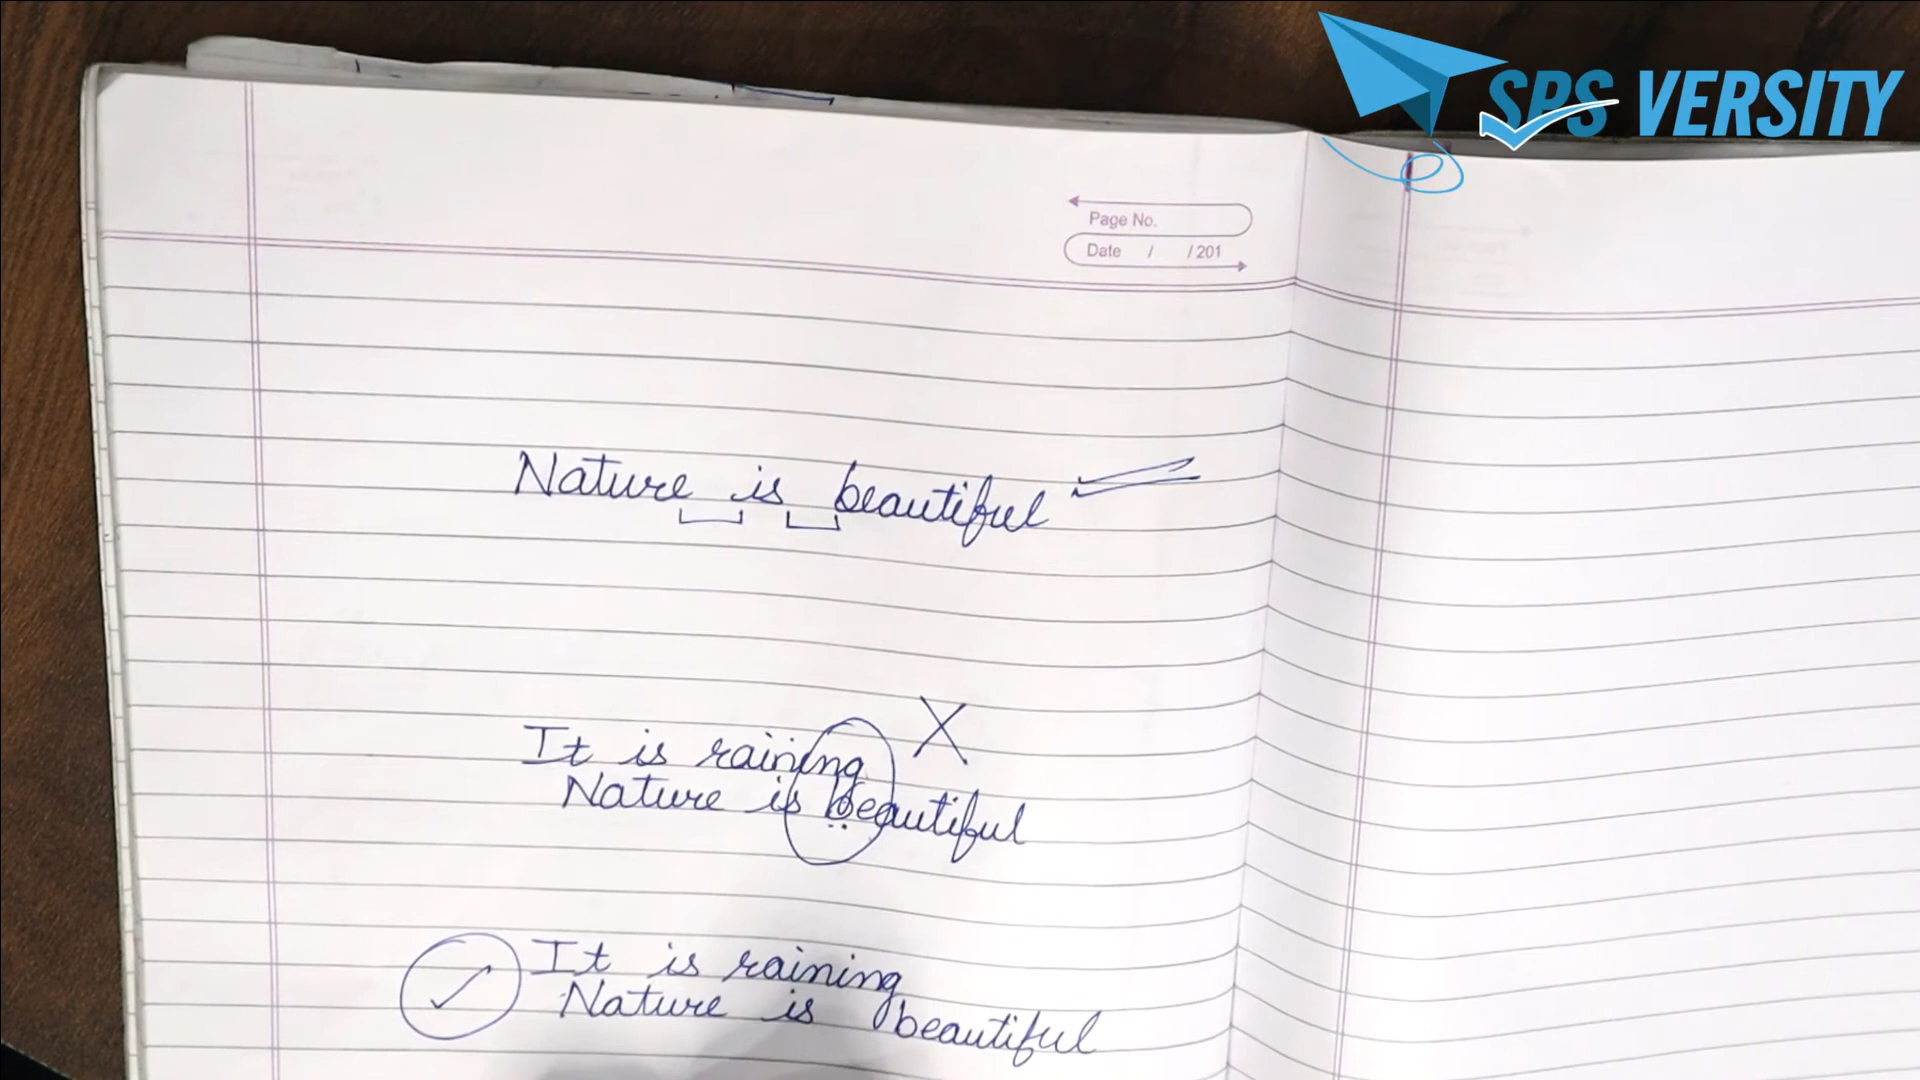 SPS VERSITY
Page No.
Date / / 201
Nature is beautiful
It is raining
Nature is beautiful
It is raining
Nature is beautiful